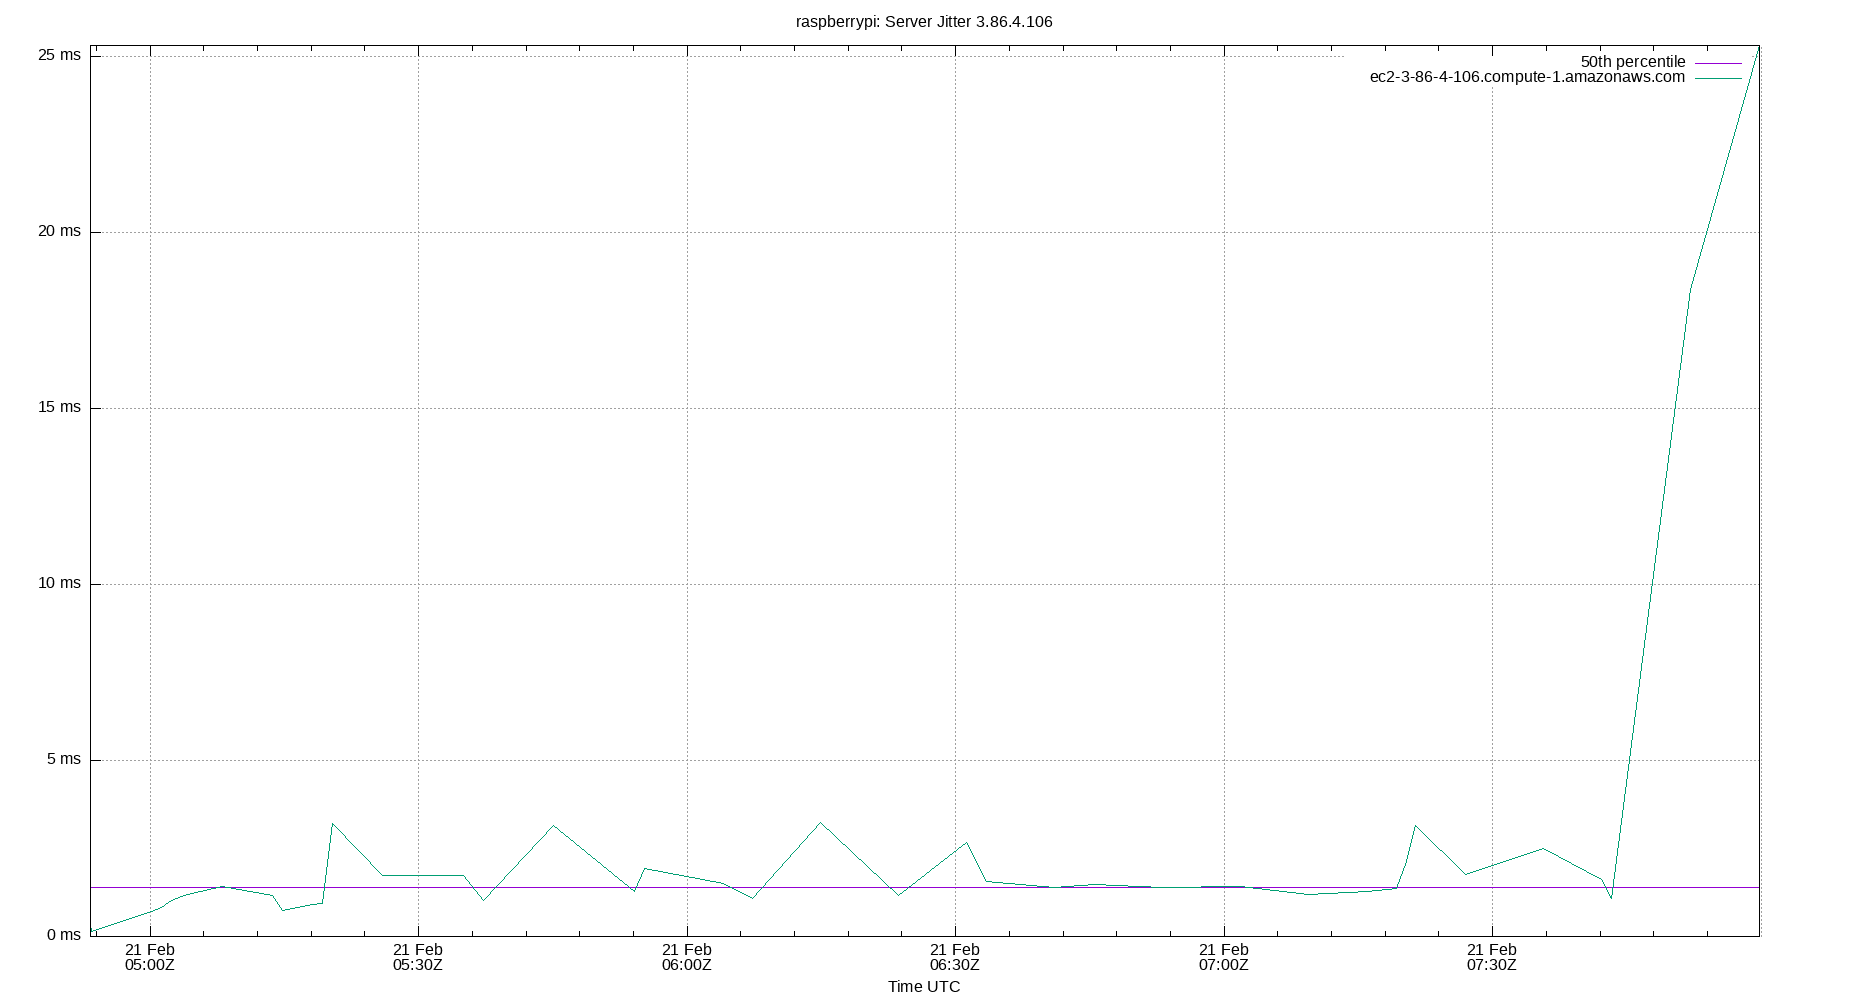 raspberrypi: Server Jitter 3.86.4.106
25 ms
20 ms
15 ms
10 ms
5 ms
0 ms
50th percentile
ec2-3-86-4-106.compute-1.amazonaws.com
21 Feb
05:00Z
21 Feb
05:30Z
21 Feb
06:00Z
21 Feb
06:30Z
21 Feb
07:00Z
21 Feb
07:30Z
Time UTC